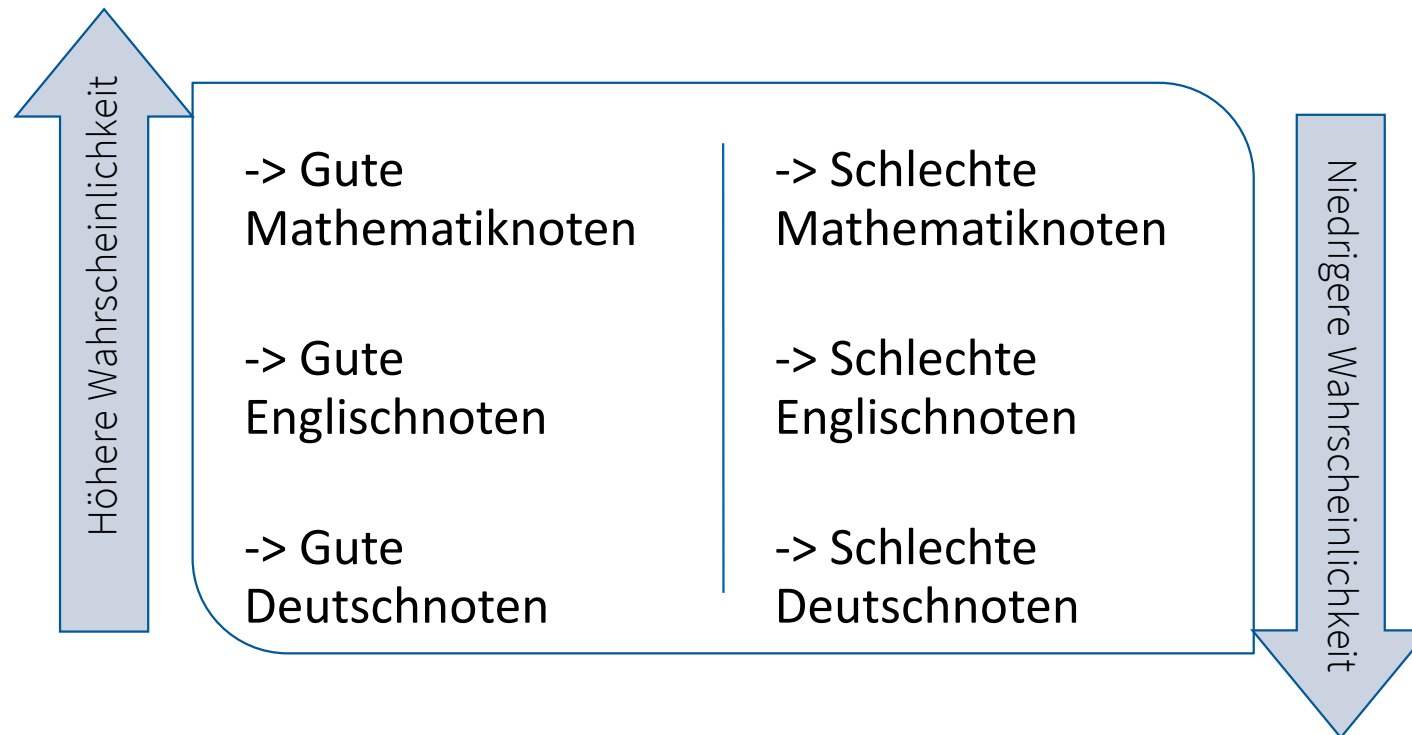 Höhere Wahrscheinlichkeit
-> Gute
Mathematiknoten
-> Gute
Englischnoten
-> Gute
Deutschnoten
-> Schlechte
Mathematiknoten
-> Schlechte
Englischnoten
-> Schlechte
Deutschnoten
Niedrigere Wahrscheinlichkeit